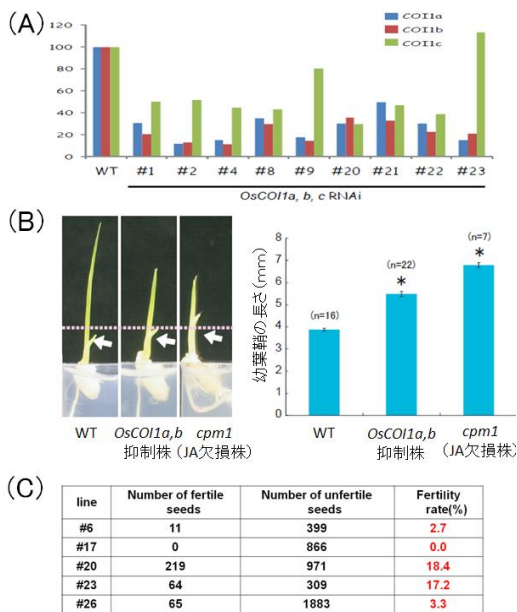 (A)
COI1a
COI1b
COI1c
120
100
80
60
40
20
0
WT #1 #2 #4 #8 #9 #20 #21 #22 #23
OsCOI1a, b, c RNAi
(B)
WT OsCOI1a,b cpm1
抑制株 (JA欠損株)
幼葉鞘の長さ(mm)
8
7
6
5
4
3
2
1
0
(n=16)
(n=22)
*
(n=7)
*
WT OsCOI1a,b cpm1
抑制株 (JA欠損株)
(C)
line Number of fertile seeds Number of unfertile seeds Fertility rate(%)
#6 11 399 2.7
#17 0 866 0.0
#20 219 971 18.4
#23 64 309 17.2
#26 65 1883 3.3